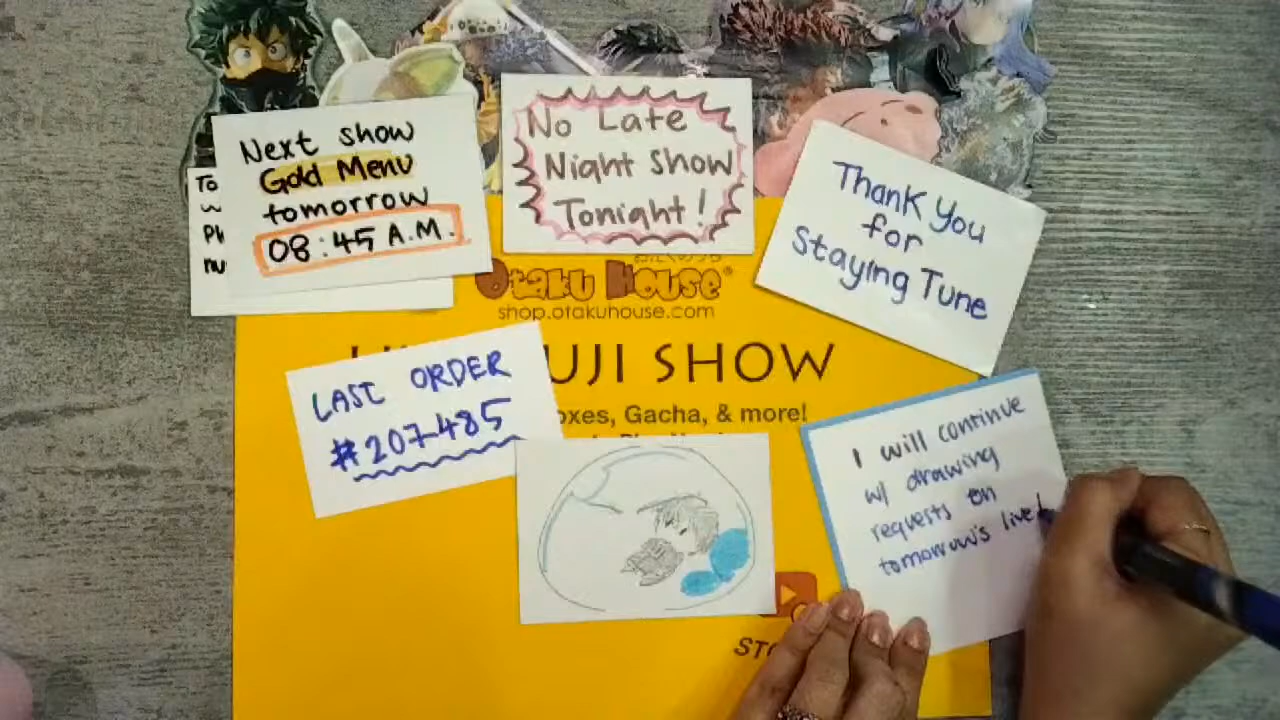 Next show
Gold Menu
tomorrow
08:45 A.M.
No Late
Night Show
Tonight!
Thank You
for
Staying Tune
To
Otaku House®
shop.otakuhouse.com
UJI SHOW
oxes, Gacha, & more!
LAST ORDER
#207485
I will continue
w/ drawing
requests on
tomorrow's live!